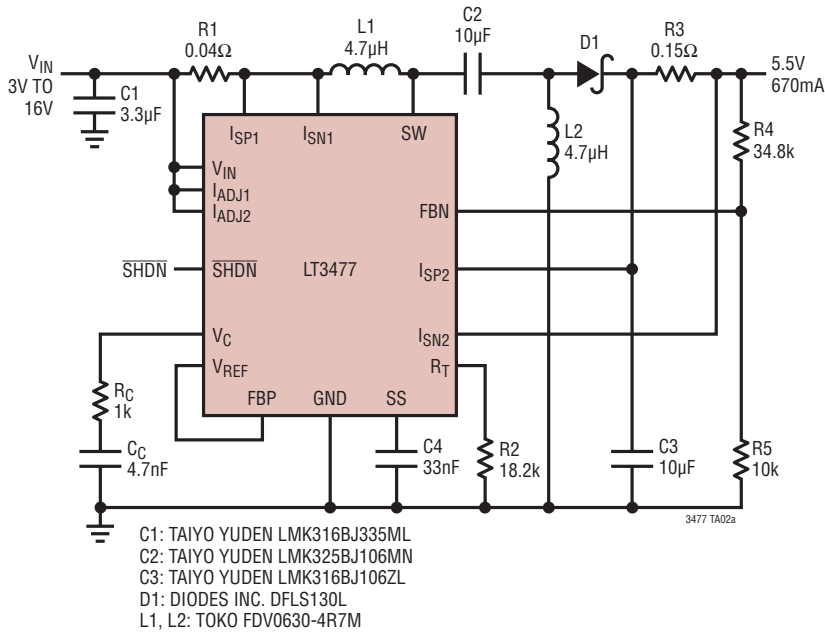 R1
0.04Ω
L1
4.7µH
C2
10µF
D1
R3
0.15Ω
VIN
3V TO
16V
5.5V
670mA
C1
3.3µF
L2
4.7µH
R4
34.8k
ISP1
ISN1
SW
VIN
IADJ1
IADJ2
FBN
SHDN
SHDN
LT3477
ISP2
VC
ISN2
VREF
RT
FBP
GND
SS
RC
1k
CC
4.7nF
C4
33nF
R2
18.2k
C3
10µF
R5
10k
3477 TA02a
C1: TAIYO YUDEN LMK316BJ335ML
C2: TAIYO YUDEN LMK325BJ106MN
C3: TAIYO YUDEN LMK316BJ106ZL
D1: DIODES INC. DFLS130L
L1, L2: TOKO FDV0630-4R7M